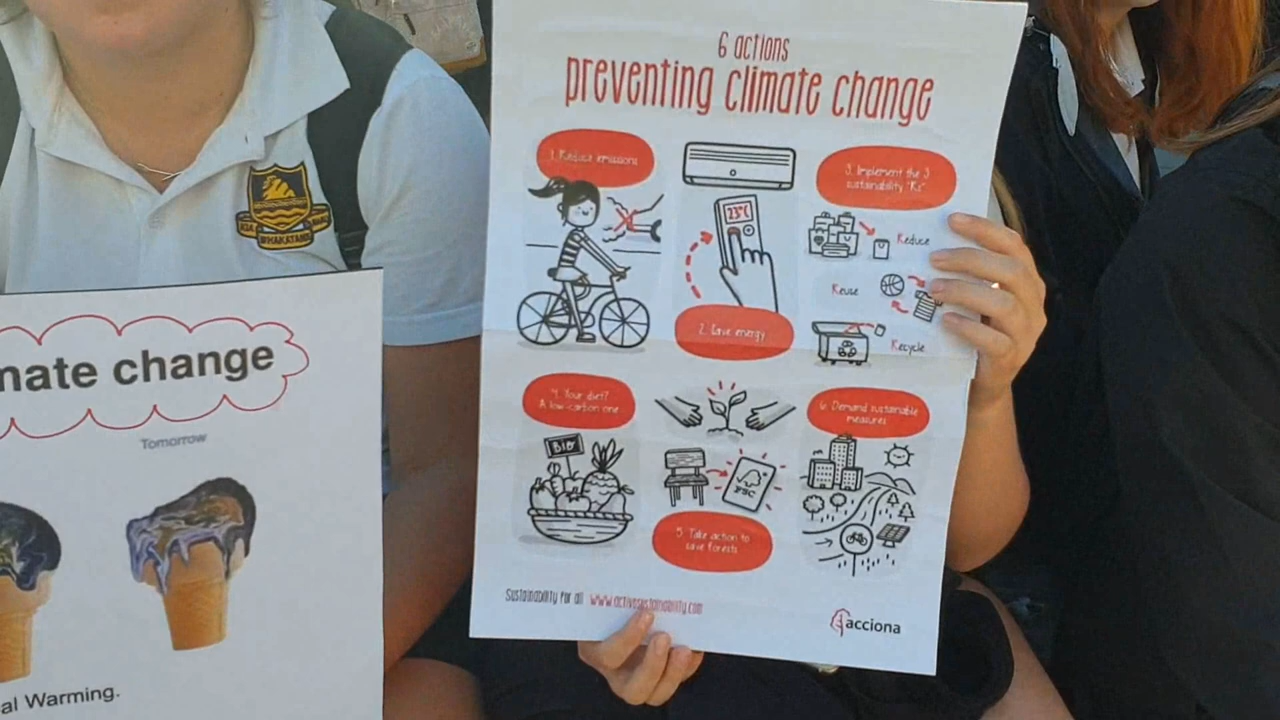 6 actions
preventing climate change
1. Reduce emissions
23°C
3. Implement the 3
sustainability "Rs"
Reduce
Reuse
Recycle
2. Save energy
4. Your diet?
A low-carbon one
BIO
FSC
5. Take action to
save forests
6. Demand sustainable
measures
Sustainability for all www.activesustainability.com
acciona
WHAKATANE
mate change
Tomorrow
al Warming.